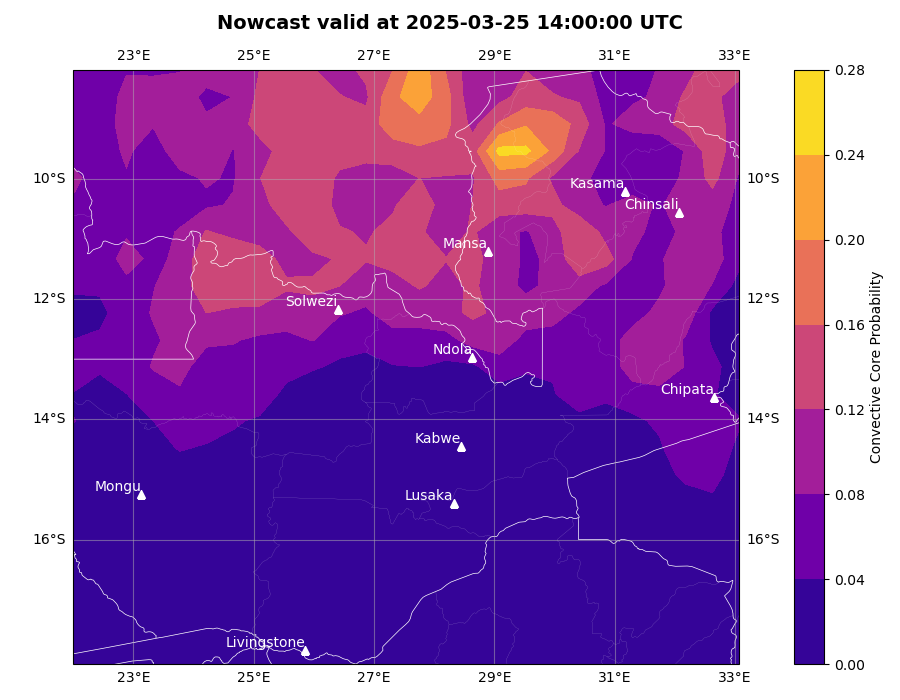 Nowcast valid at 2025-03-25 14:00:00 UTC
23°E 25°E 27°E 29°E 31°E 33°E
0.28
0.24
0.20
0.16
0.12
0.08
0.04
0.00
Convective Core Probability
10°S 10°S
12°S 12°S
14°S 14°S
16°S 16°S
Kasama
Chinsali
Mansa
Solwezi
Ndola
Chipata
Kabwe
Mongu
Lusaka
Livingstone
23°E 25°E 27°E 29°E 31°E 33°E